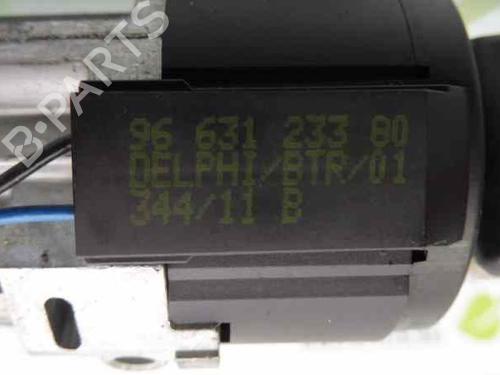 B-PARTS
96 631 233 80
DELPHI/BTR/01
344/11 B